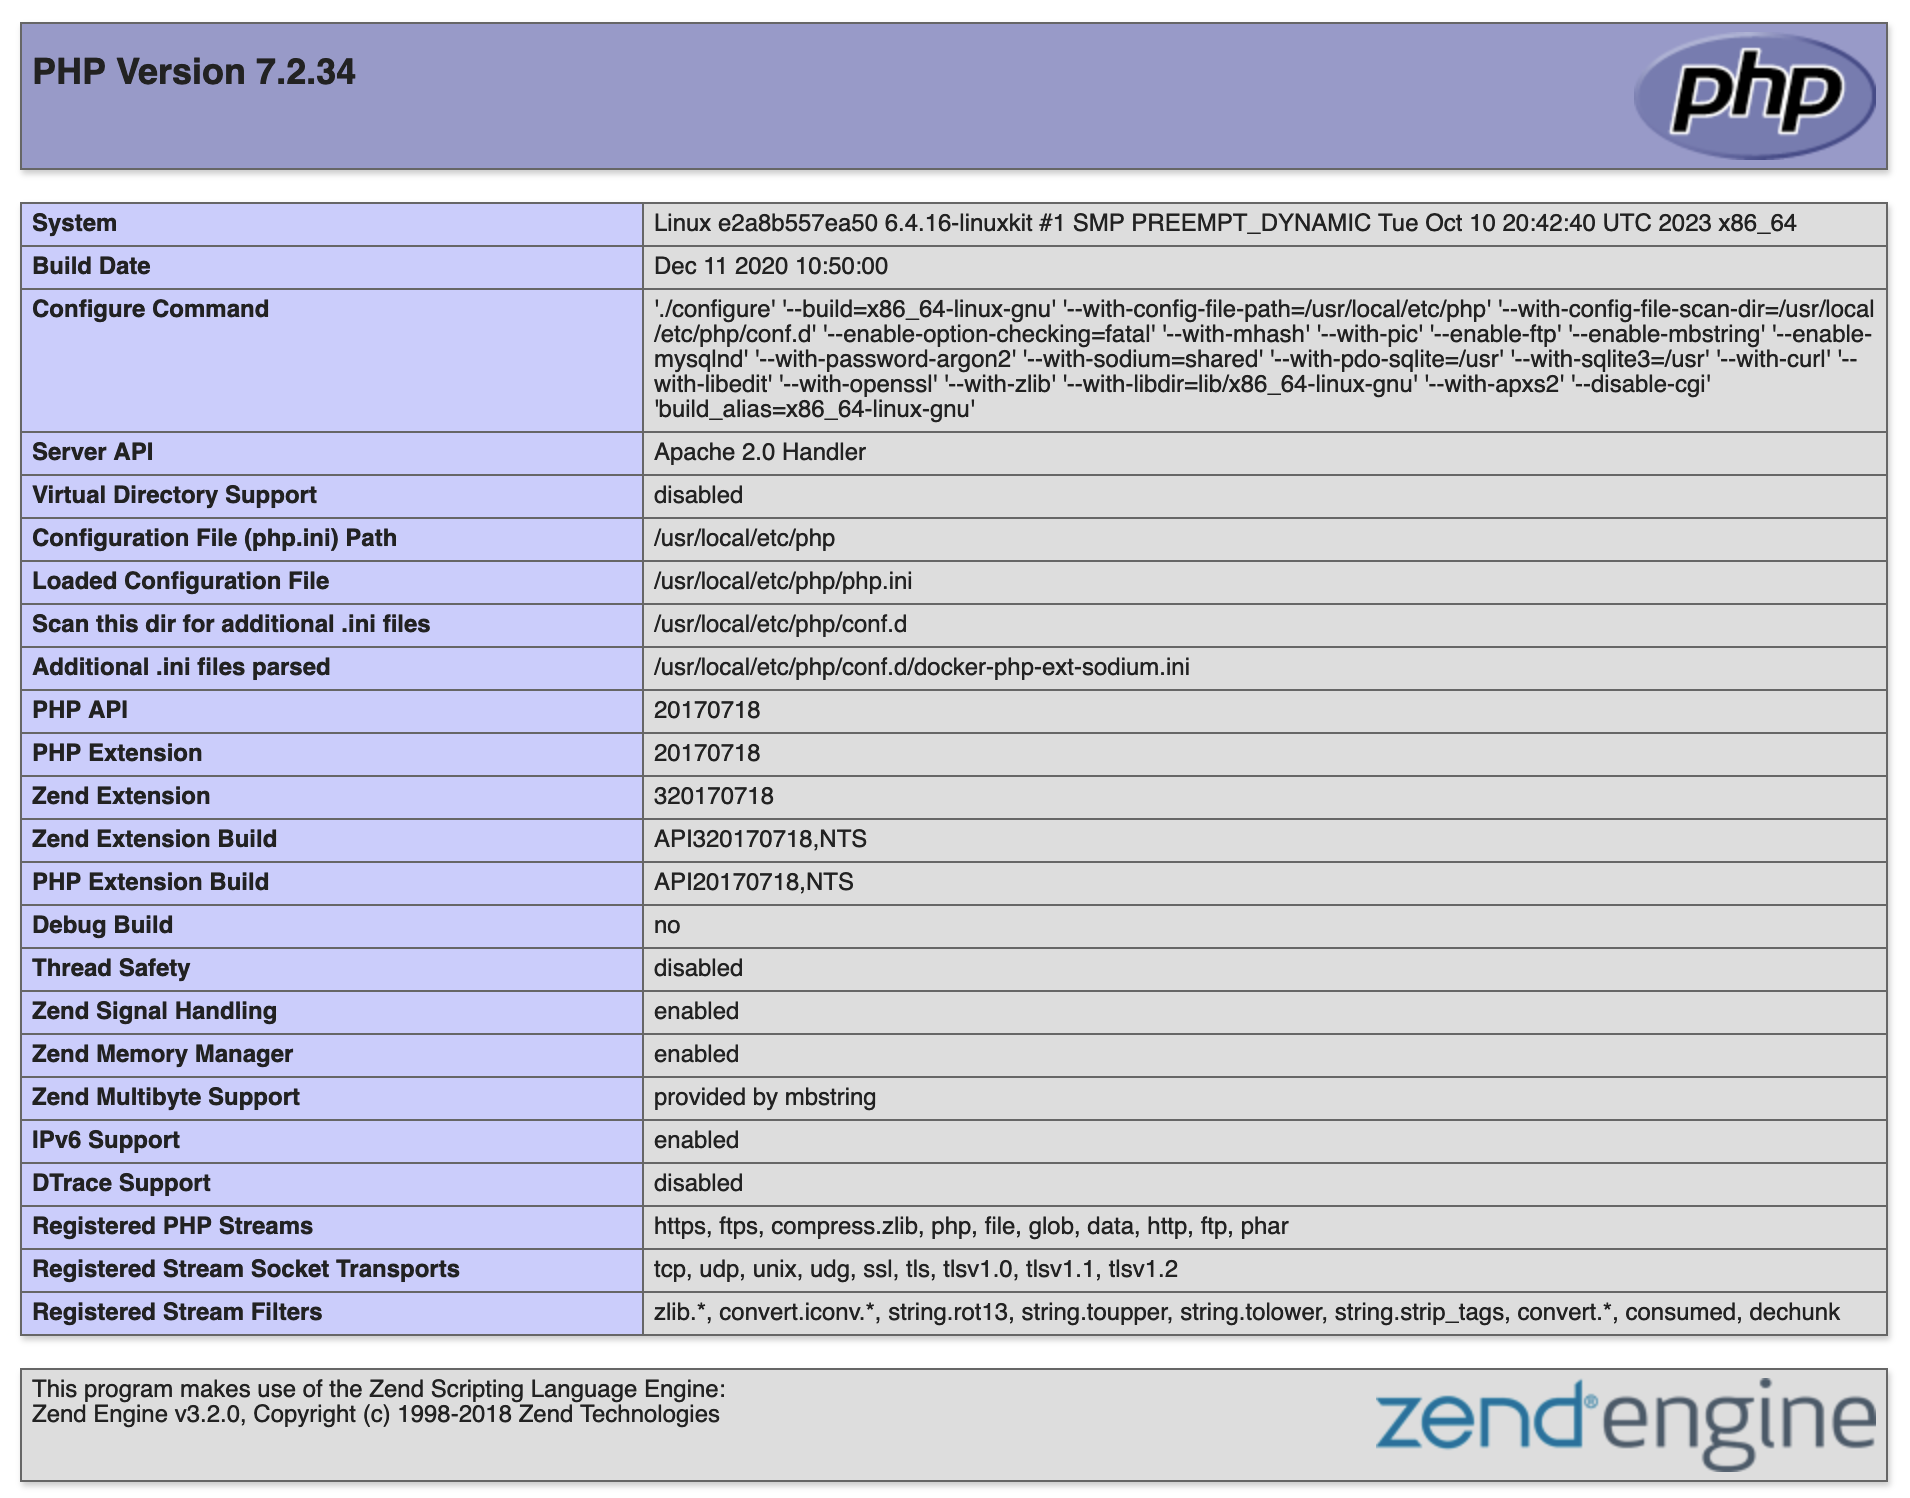 PHP Version 7.2.34
php
System Linux e2a8b557ea50 6.4.16-linuxkit #1 SMP PREEMPT_DYNAMIC Tue Oct 10 20:42:40 UTC 2023 x86_64
Build Date Dec 11 2020 10:50:00
Configure Command './configure' '--build=x86_64-linux-gnu' '--with-config-file-path=/usr/local/etc/php' '--with-config-file-scan-dir=/usr/local
/etc/php/conf.d' '--enable-option-checking=fatal' '--with-mhash' '--with-pic' '--enable-ftp' '--enable-mbstring' '--enable-
mysqlnd' '--with-password-argon2' '--with-sodium=shared' '--with-pdo-sqlite=/usr' '--with-sqlite3=/usr' '--with-curl' '--
with-libedit' '--with-openssl' '--with-zlib' '--with-libdir=lib/x86_64-linux-gnu' '--with-apxs2' '--disable-cgi'
'build_alias=x86_64-linux-gnu'
Server API Apache 2.0 Handler
Virtual Directory Support disabled
Configuration File (php.ini) Path /usr/local/etc/php
Loaded Configuration File /usr/local/etc/php/php.ini
Scan this dir for additional .ini files /usr/local/etc/php/conf.d
Additional .ini files parsed /usr/local/etc/php/conf.d/docker-php-ext-sodium.ini
PHP API 20170718
PHP Extension 20170718
Zend Extension 320170718
Zend Extension Build API320170718,NTS
PHP Extension Build API20170718,NTS
Debug Build no
Thread Safety disabled
Zend Signal Handling enabled
Zend Memory Manager enabled
Zend Multibyte Support provided by mbstring
IPv6 Support enabled
DTrace Support disabled
Registered PHP Streams https, ftps, compress.zlib, php, file, glob, data, http, ftp, phar
Registered Stream Socket Transports tcp, udp, unix, udg, ssl, tls, tlsv1.0, tlsv1.1, tlsv1.2
Registered Stream Filters zlib.*, convert.iconv.*, string.rot13, string.toupper, string.tolower, string.strip_tags, convert.*, consumed, dechunk
This program makes use of the Zend Scripting Language Engine:
Zend Engine v3.2.0, Copyright (c) 1998-2018 Zend Technologies
zend® engine